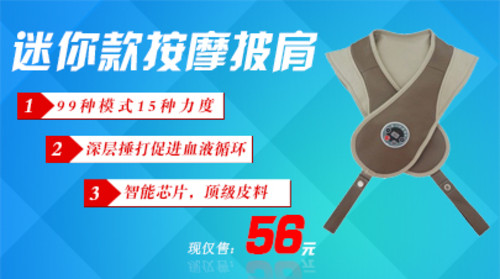 迷你款按摩披肩
1 99种模式15种力度
2 深层捶打促进血液循环
3 智能芯片，顶级皮料
现仅售：56元